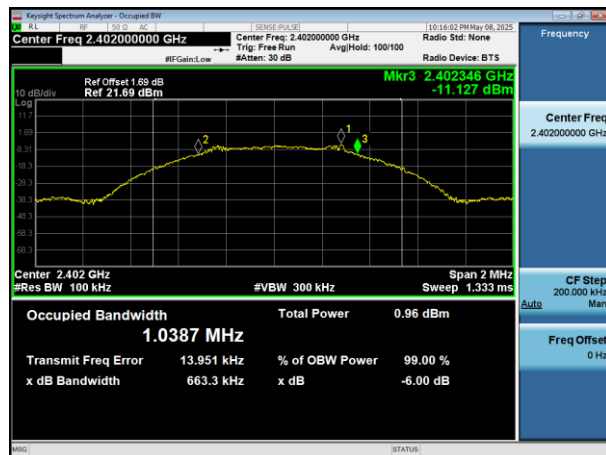 Keysight Spectrum Analyzer - Occupied BW
RL RF 50 Ω AC SENSE:PULSE 10:16:02 PM May 08, 2025
Center Freq 2.402000000 GHz Center Freq: 2.402000000 GHz Radio Std: None
Trig: Free Run Avg|Hold: 100/100
#IFGain:Low #Atten: 30 dB Radio Device: BTS
Frequency
Ref Offset 1.69 dB Mkr3 2.402346 GHz
10 dB/div Ref 21.69 dBm -11.127 dBm
Log
11.7
1.69
-8.31
-18.3
-28.3
-38.3
-48.3
-58.3
-68.3
2
1
3
Center 2.402 GHz Span 2 MHz
#Res BW 100 kHz #VBW 300 kHz Sweep 1.333 ms
Occupied Bandwidth Total Power 0.96 dBm
1.0387 MHz
Transmit Freq Error 13.951 kHz % of OBW Power 99.00 %
x dB Bandwidth 663.3 kHz x dB -6.00 dB
Center Freq
2.402000000 GHz
CF Step
200.000 kHz
Auto Man
Freq Offset
0 Hz
MSG STATUS